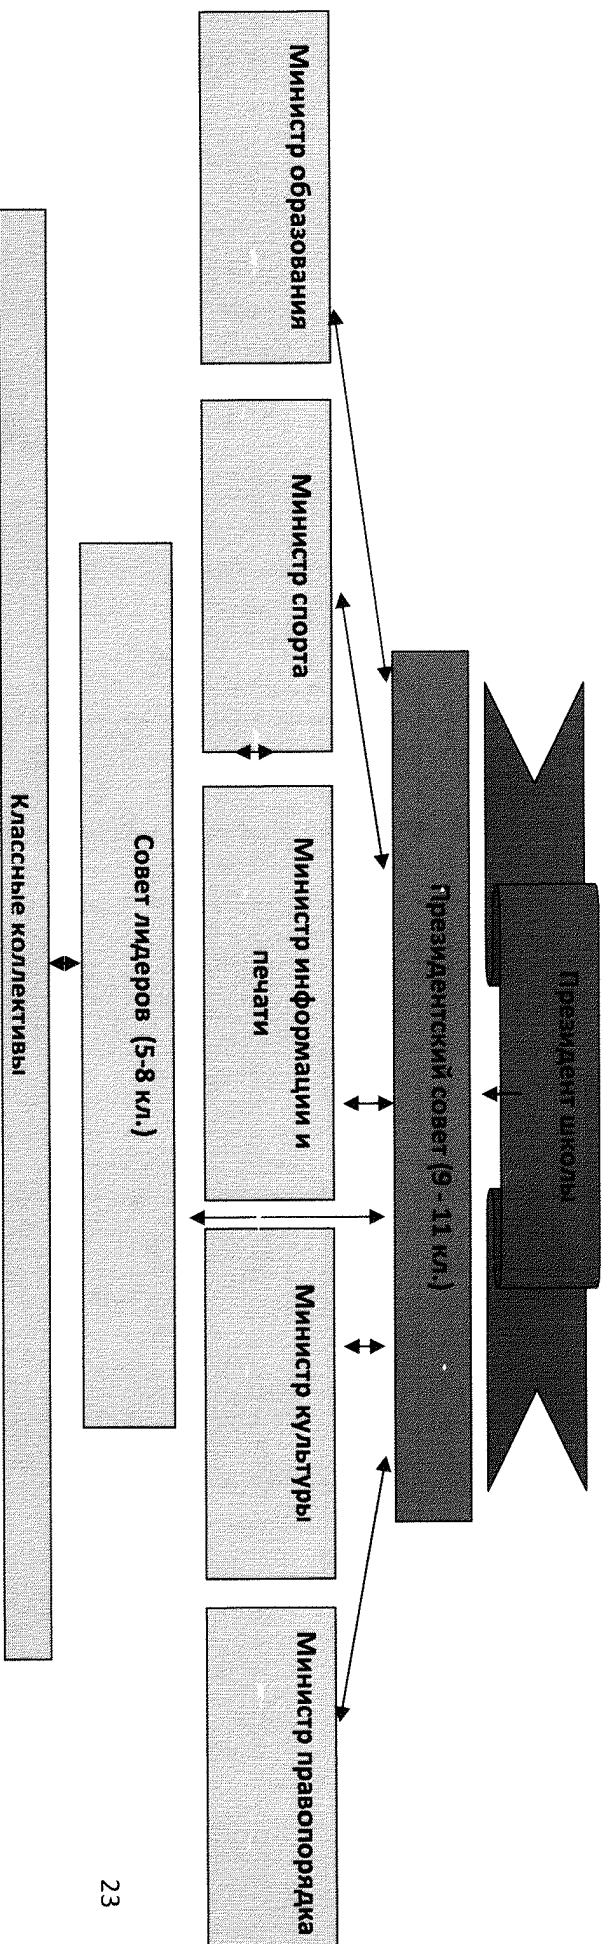 Президент школы
Президентский совет (9 - 11 кл.)
Министр образования
Министр спорта
Министр информации и
печати
Министр культуры
Министр правопорядка
Совет лидеров (5-8 кл.)
Классные коллективы
23